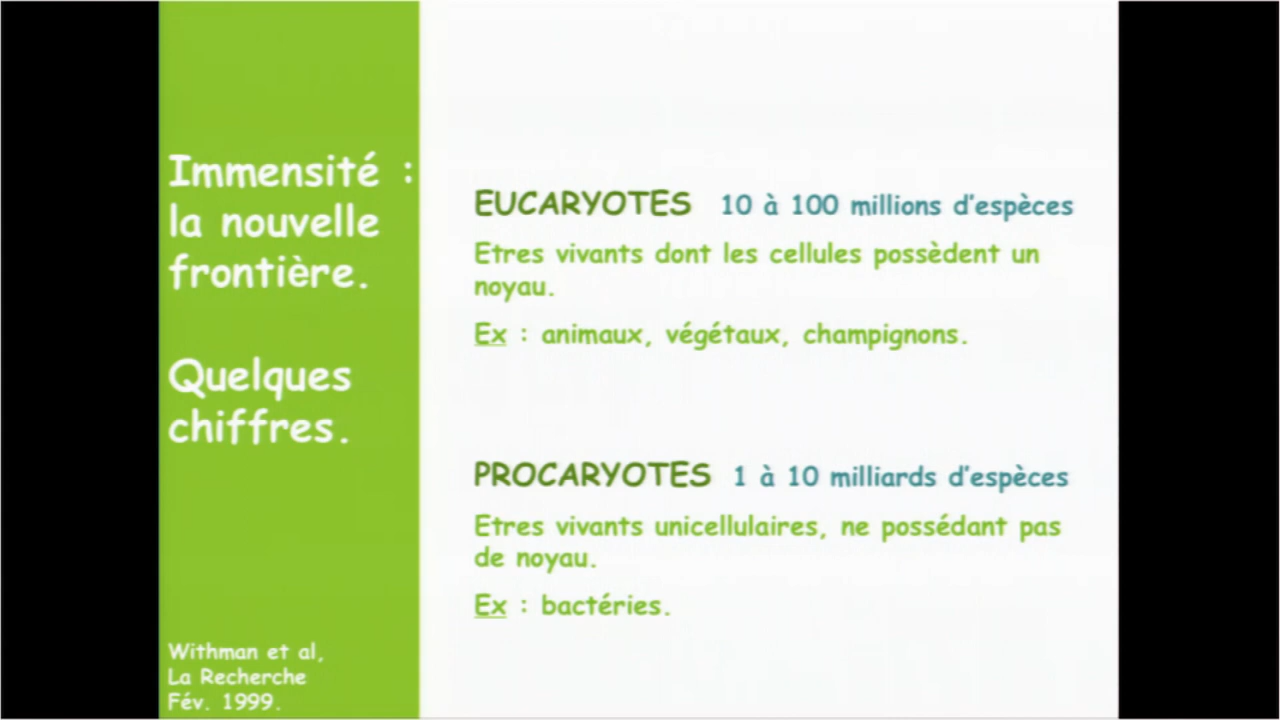 Immensité :
la nouvelle
frontière.
Quelques
chiffres.
Withman et al,
La Recherche
Fév. 1999.
EUCARYOTES 10 à 100 millions d'espèces
Etres vivants dont les cellules possèdent un
noyau.
Ex : animaux, végétaux, champignons.
PROCARYOTES 1 à 10 milliards d'espèces
Etres vivants unicellulaires, ne possédant pas
de noyau.
Ex : bactéries.